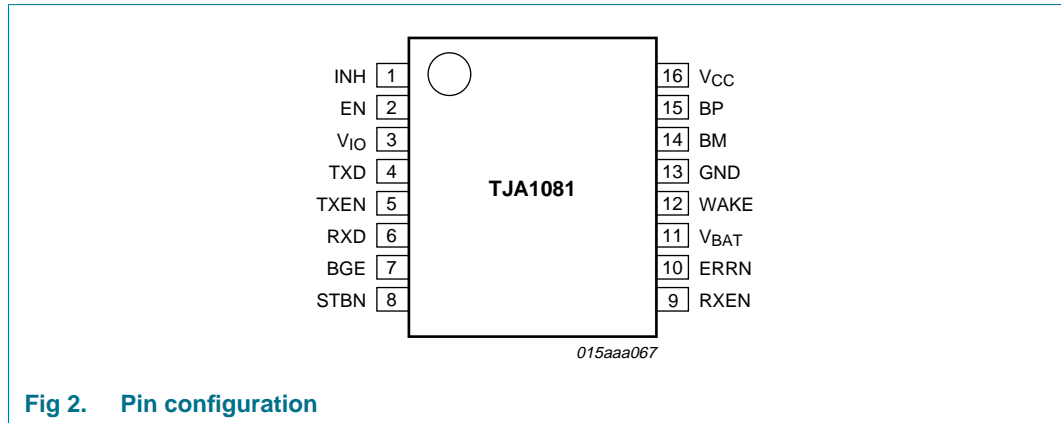 INH 1
EN 2
VIO 3
TXD 4
TXEN 5
RXD 6
BGE 7
STBN 8
TJA1081
16 VCC
15 BP
14 BM
13 GND
12 WAKE
11 VBAT
10 ERRN
9 RXEN
015aaa067
Fig 2. Pin configuration